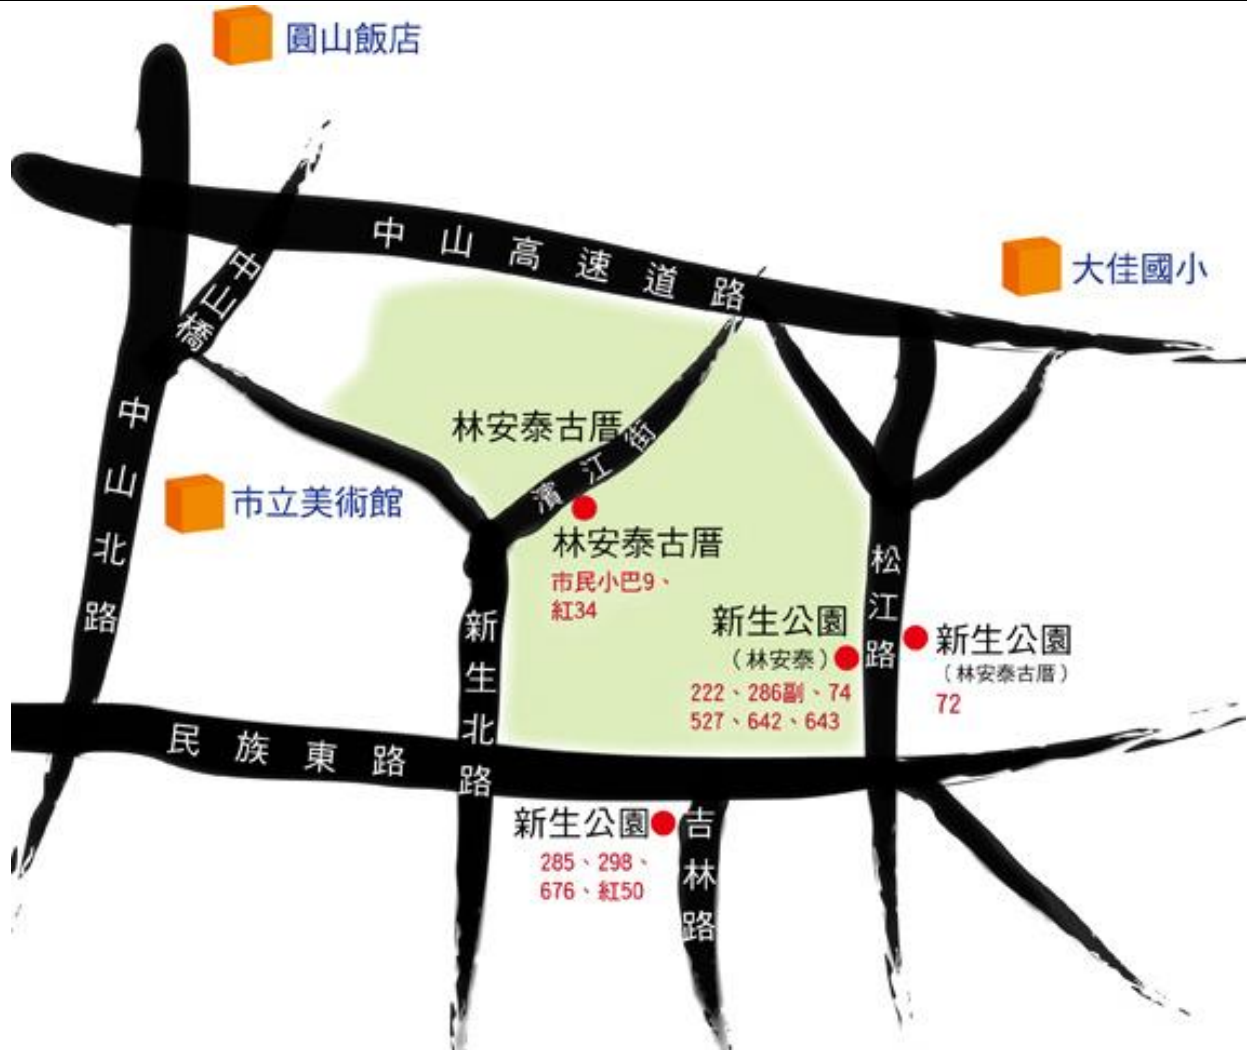 圓山飯店
中山高速道路
大佳國小
中山橋
中山北路
林安泰古厝
濱江街
市立美術館
林安泰古厝
市民小巴9、
紅34
松江路
新生北路
新生公園
（林安泰）
222、286副、74
527、642、643
新生公園
（林安泰古厝）
72
民族東路
新生公園
285、298、
676、紅50
吉林路